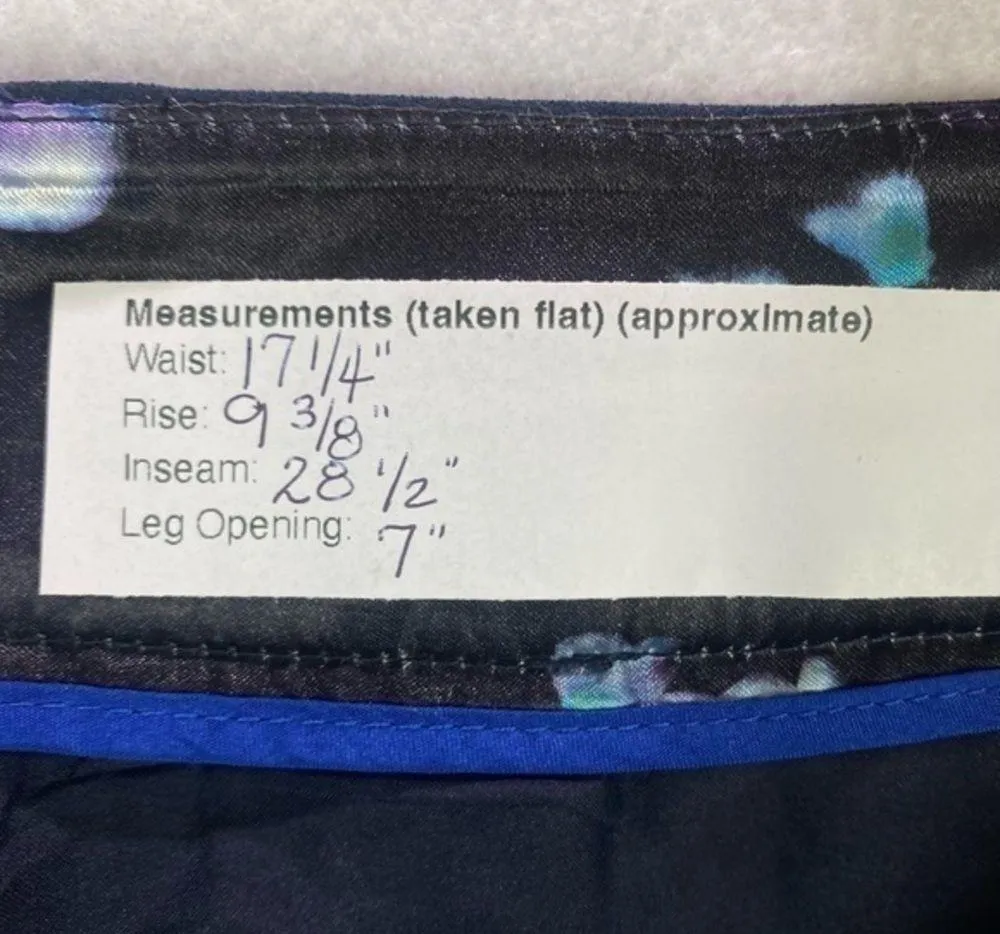 Measurements (taken flat) (approximate)
Waist: 17 1/4"
Rise: 9 3/8"
Inseam: 28 1/2"
Leg Opening: 7"